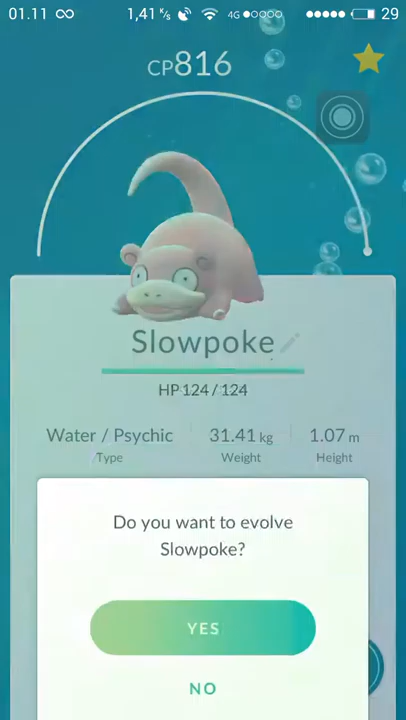 01.11 1,41 K/s 4G 29
CP816
Slowpoke
HP 124 / 124
Water / Psychic 31.41 kg 1.07 m
Type Weight Height
Do you want to evolve
Slowpoke?
YES
NO